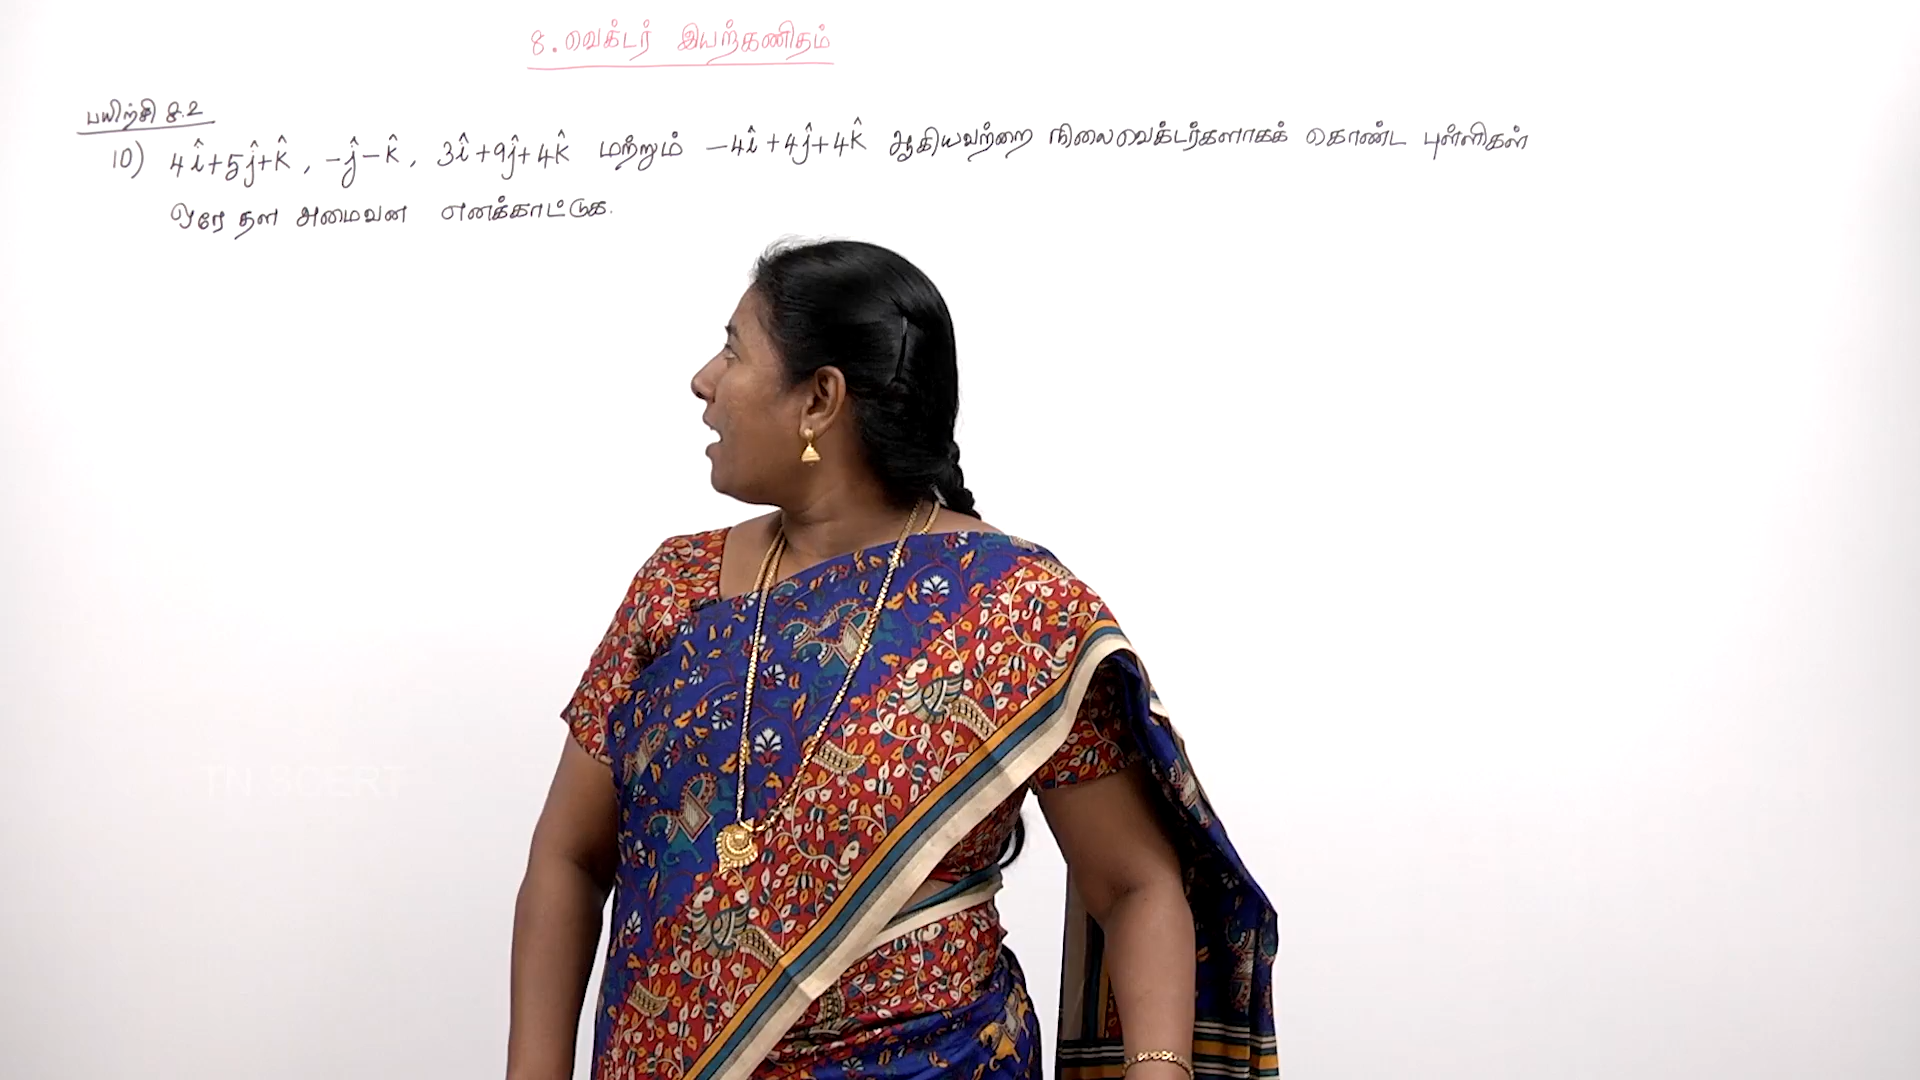 8. வெக்டர் இயற்கணிதம்
பயிற்சி 8.2
10) 4î+5ĵ+k̂ , -ĵ-k̂ , 3î+9ĵ+4k̂ மற்றும் -4î+4ĵ+4k̂ ஆகியவற்றை நிலைவெக்டர்களாகக் கொண்ட புள்ளிகள்
ஒரே தள அமைவன எனக்காட்டுக.
TN SCERT